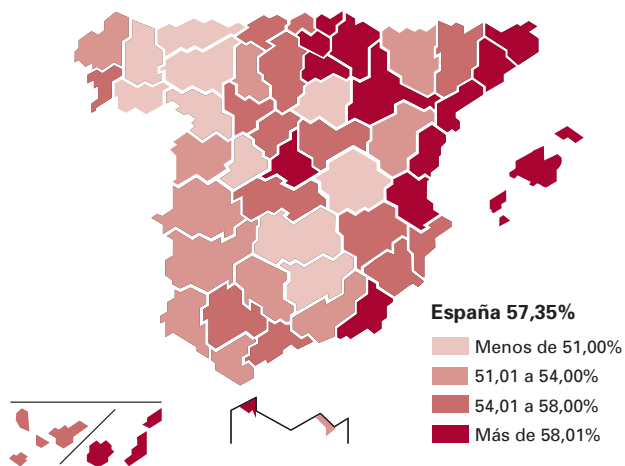 España 57,35%
Menos de 51,00%
51,01 a 54,00%
54,01 a 58,00%
Más de 58,01%